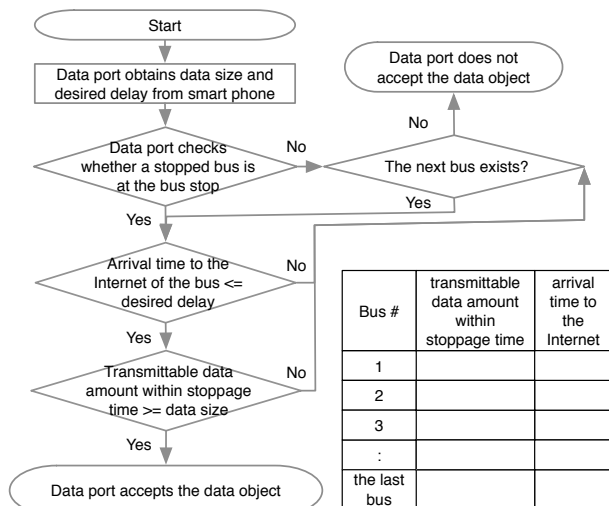 Start
Data port obtains data size and
desired delay from smart phone
Data port checks
whether a stopped bus is
at the bus stop
No
The next bus exists?
No
Data port does not
accept the data object
Yes
Yes
Arrival time to the
Internet of the bus <=
desired delay
No
Yes
Transmittable data
amount within stoppage
time >= data size
No
Yes
Data port accepts the data object
Bus #
transmittable
data amount
within
stoppage time
arrival
time to
the
Internet
1
2
3
:
the last
bus